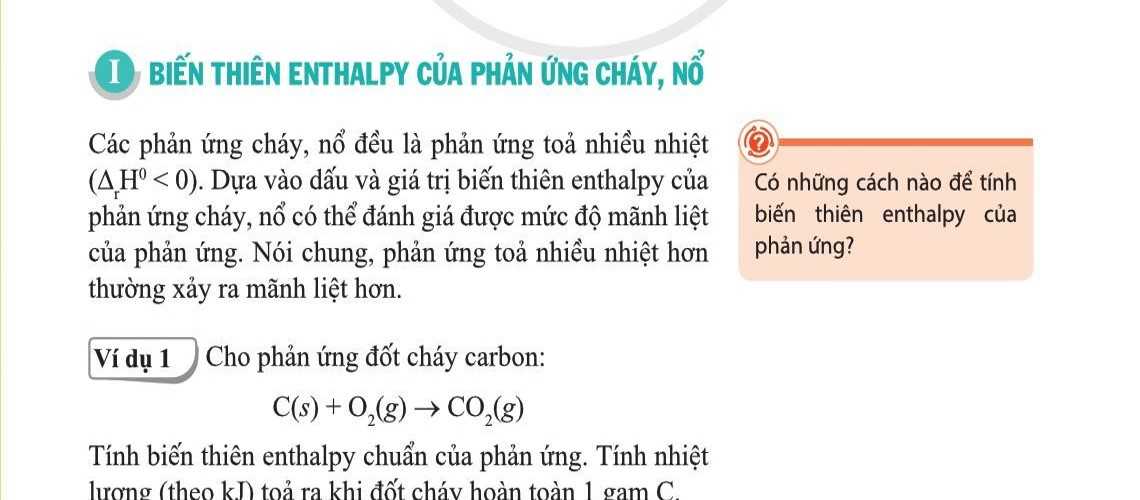 I BIẾN THIÊN ENTHALPY CỦA PHẢN ỨNG CHÁY, NỔ
Các phản ứng cháy, nổ đều là phản ứng toả nhiều nhiệt
(ΔᵣH⁰ < 0). Dựa vào dấu và giá trị biến thiên enthalpy của
phản ứng cháy, nổ có thể đánh giá được mức độ mãnh liệt
của phản ứng. Nói chung, phản ứng toả nhiều nhiệt hơn
thường xảy ra mãnh liệt hơn.
?
Có những cách nào để tính
biến thiên enthalpy của
phản ứng?
Ví dụ 1 Cho phản ứng đốt cháy carbon:
C(s) + O₂(g) → CO₂(g)
Tính biến thiên enthalpy chuẩn của phản ứng. Tính nhiệt
lượng (theo kJ) toả ra khi đốt cháy hoàn toàn 1 gam C.